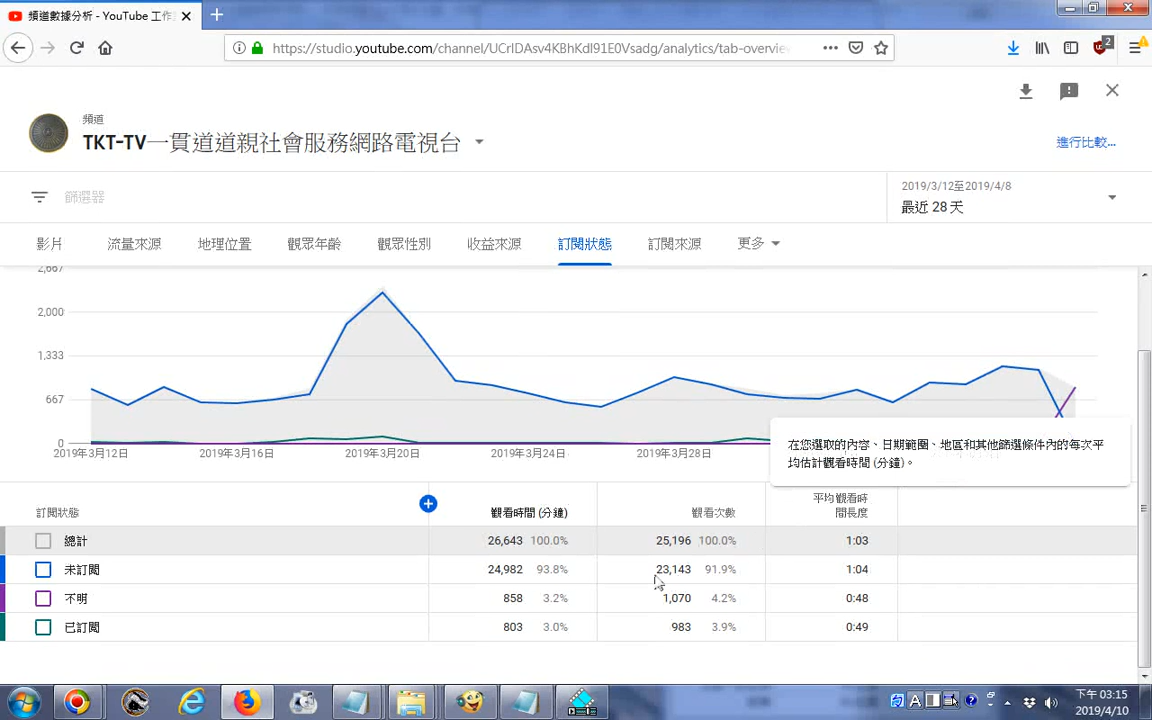 頻道數據分析 - YouTube 工作
https://studio.youtube.com/channel/UCrIDAsv4KBhKdI91E0Vsadg/analytics/tab-overvie
2
頻道
TKT-TV一貫道道親社會服務網路電視台
進行比較...
篩選器
2019/3/12至2019/4/8
最近 28 天
影片 流量來源 地理位置 觀眾年齡 觀眾性別 收益來源 訂閱狀態 訂閱來源 更多
2,667
2,000
1,333
667
0
2019年3月12日 2019年3月16日 2019年3月20日 2019年3月24日 2019年3月28日
在您選取的內容、日期範圍、地區和其他篩選條件內的每次平
均估計觀看時間 (分鐘)。
訂閱狀態 觀看時間 (分鐘) 觀看次數 平均觀看時
間長度
總計 26,643 100.0% 25,196 100.0% 1:03
未訂閱 24,982 93.8% 23,143 91.9% 1:04
不明 858 3.2% 1,070 4.2% 0:48
已訂閱 803 3.0% 983 3.9% 0:49
下午 03:15
2019/4/10